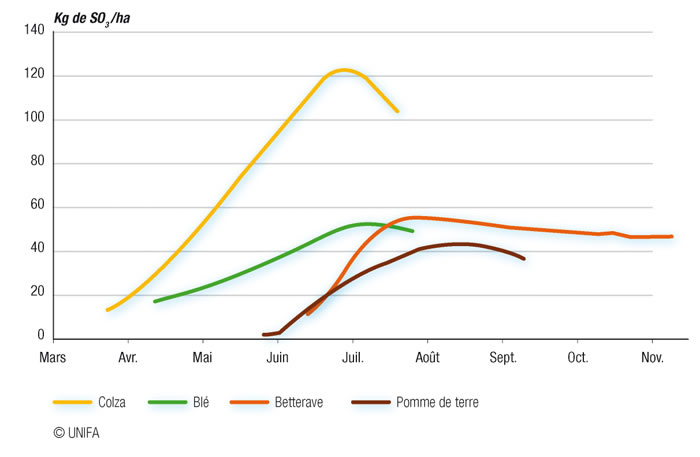 Kg de SO₃/ha
140
120
100
80
60
40
20
0
Mars Avr. Mai Juin Juil. Août Sept. Oct. Nov.
Colza Blé Betterave Pomme de terre
© UNIFA